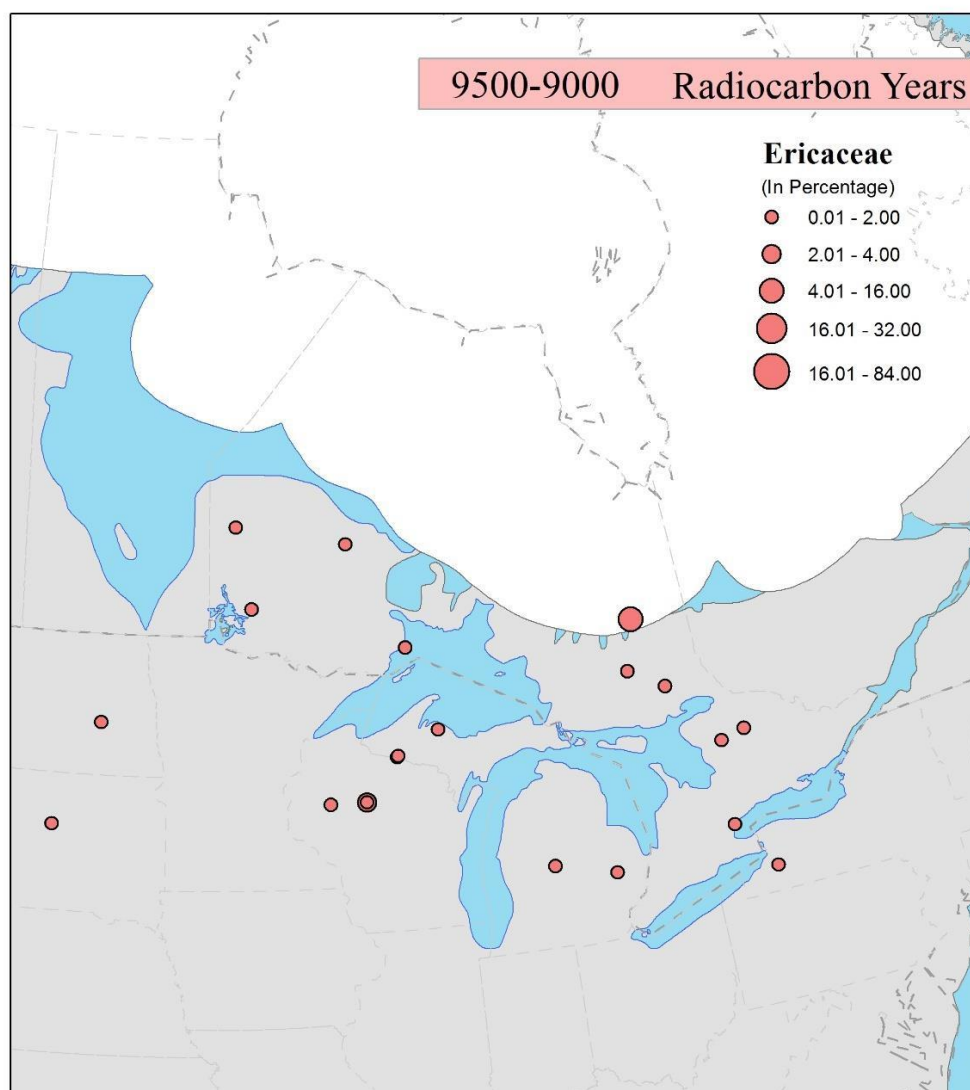 9500-9000 Radiocarbon Years
Ericaceae
(In Percentage)
0.01 - 2.00
2.01 - 4.00
4.01 - 16.00
16.01 - 32.00
16.01 - 84.00